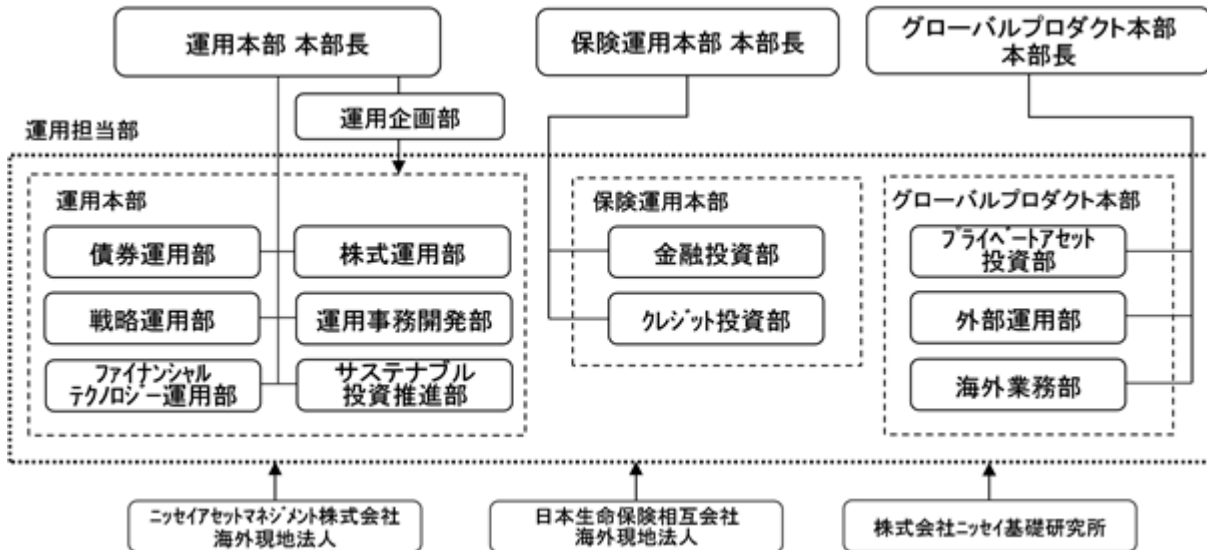 運用本部 本部長
保険運用本部 本部長
グローバルプロダクト本部
本部長
運用企画部
運用担当部
運用本部
債券運用部
株式運用部
戦略運用部
運用事務開発部
ファイナンシャル
テクノロジー運用部
サステナブル
投資推進部
保険運用本部
金融投資部
クレジット投資部
グローバルプロダクト本部
プライベートアセット
投資部
外部運用部
海外業務部
ニッセイアセットマネジメント株式会社
海外現地法人
日本生命保険相互会社
海外現地法人
株式会社ニッセイ基礎研究所